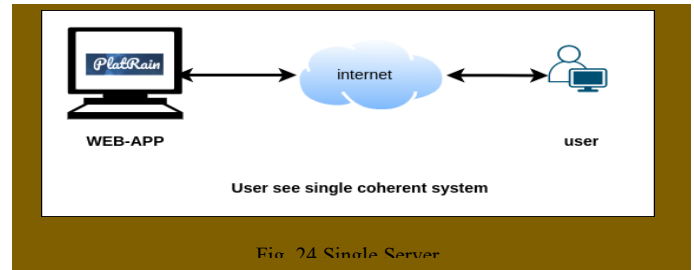 PlatRain
internet
WEB-APP
user
User see single coherent system
Fig. 24 Single Server